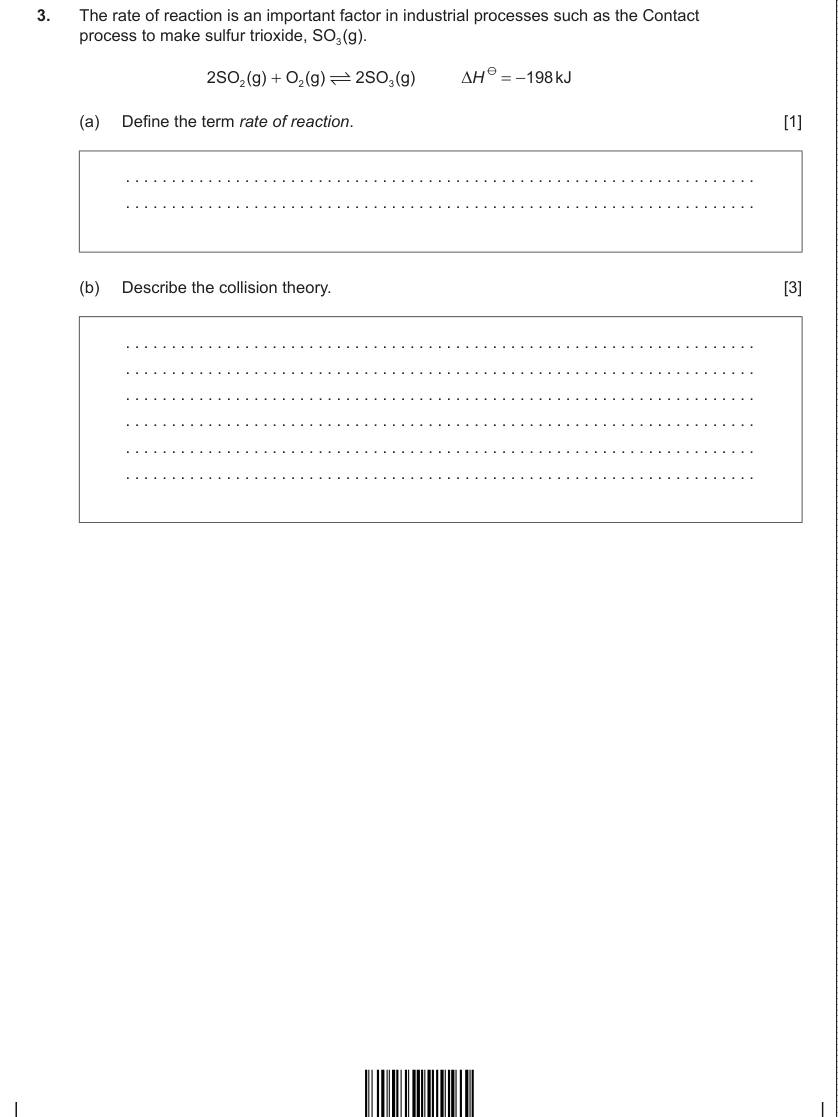 3. The rate of reaction is an important factor in industrial processes such as the Contact
process to make sulfur trioxide, SO₃(g).
2SO₂(g) + O₂(g) ⇌ 2SO₃(g) ΔH⊖ = −198 kJ
(a) Define the term rate of reaction. [1]
(b) Describe the collision theory. [3]